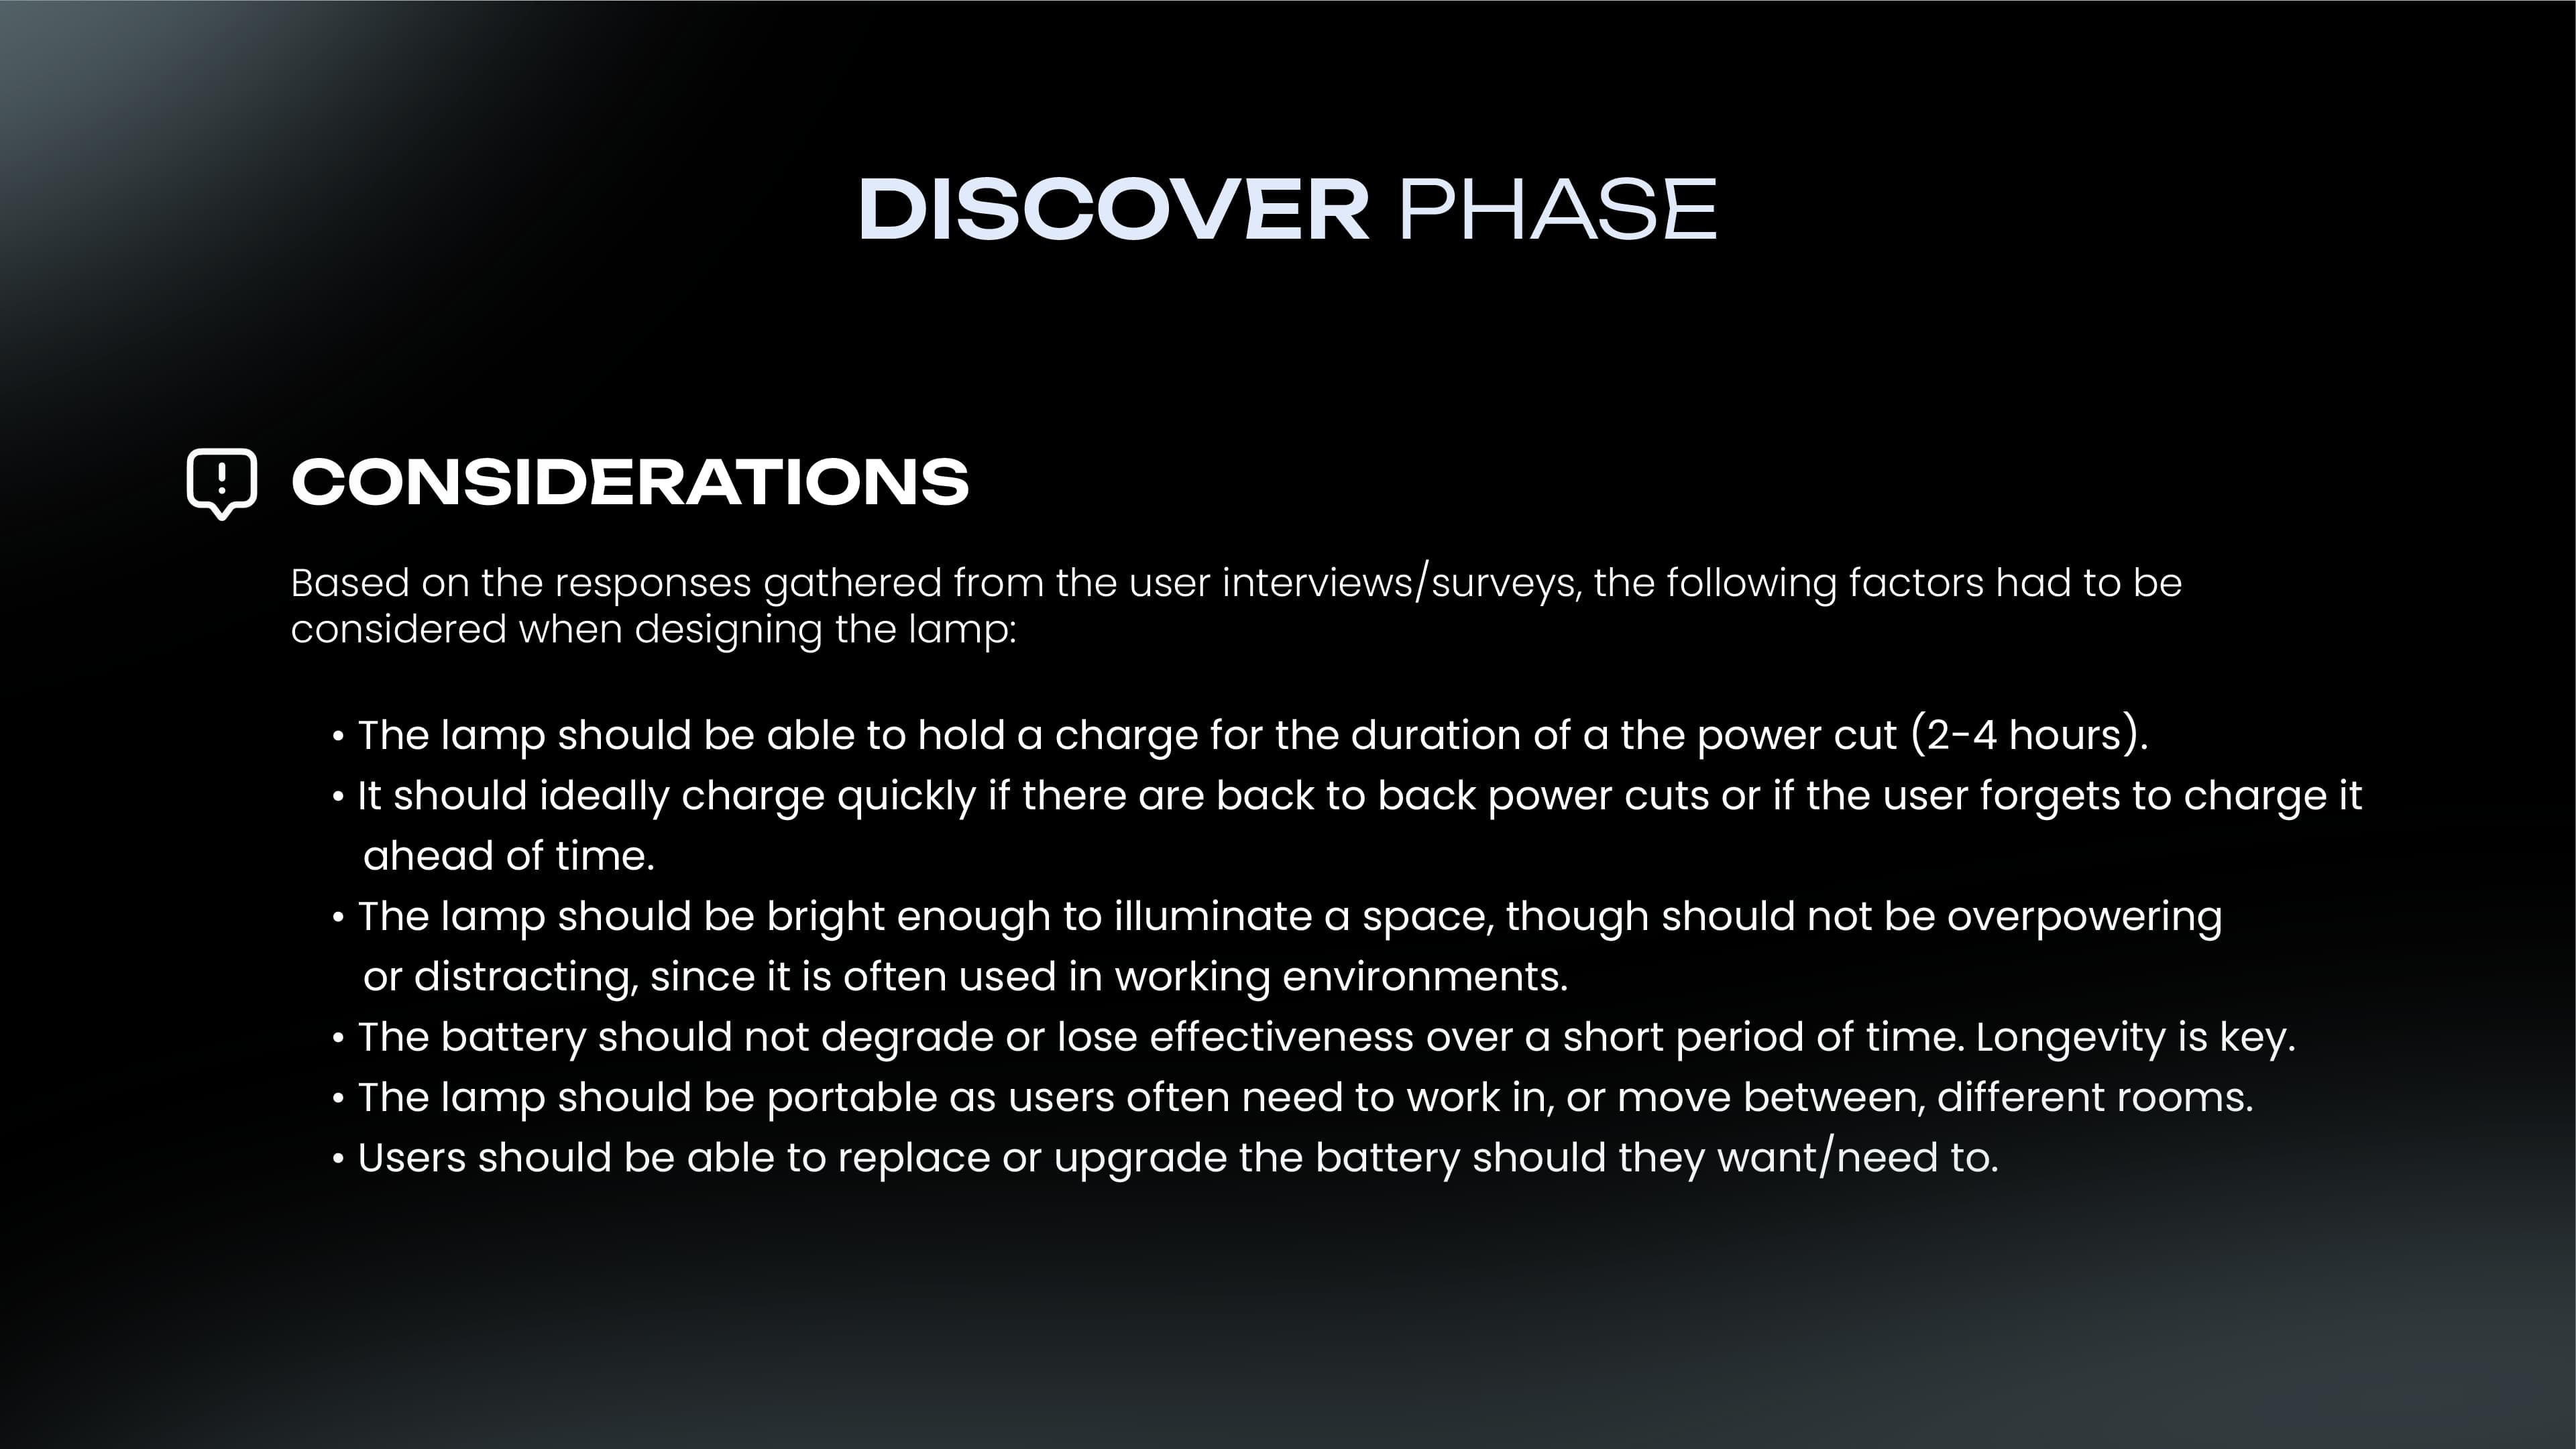 DISCOVER PHASE
CONSIDERATIONS
Based on the responses gathered from the user interviews/surveys, the following factors had to be
considered when designing the lamp:
• The lamp should be able to hold a charge for the duration of a the power cut (2-4 hours).
• It should ideally charge quickly if there are back to back power cuts or if the user forgets to charge it
ahead of time.
• The lamp should be bright enough to illuminate a space, though should not be overpowering
or distracting, since it is often used in working environments.
• The battery should not degrade or lose effectiveness over a short period of time. Longevity is key.
• The lamp should be portable as users often need to work in, or move between, different rooms.
• Users should be able to replace or upgrade the battery should they want/need to.